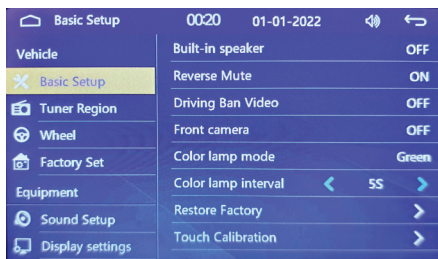 Basic Setup 00:20 01-01-2022
Vehicle
Basic Setup
Tuner Region
Wheel
Factory Set
Equipment
Sound Setup
Display settings
Built-in speaker OFF
Reverse Mute ON
Driving Ban Video OFF
Front camera OFF
Color lamp mode Green
Color lamp interval 5S
Restore Factory
Touch Calibration